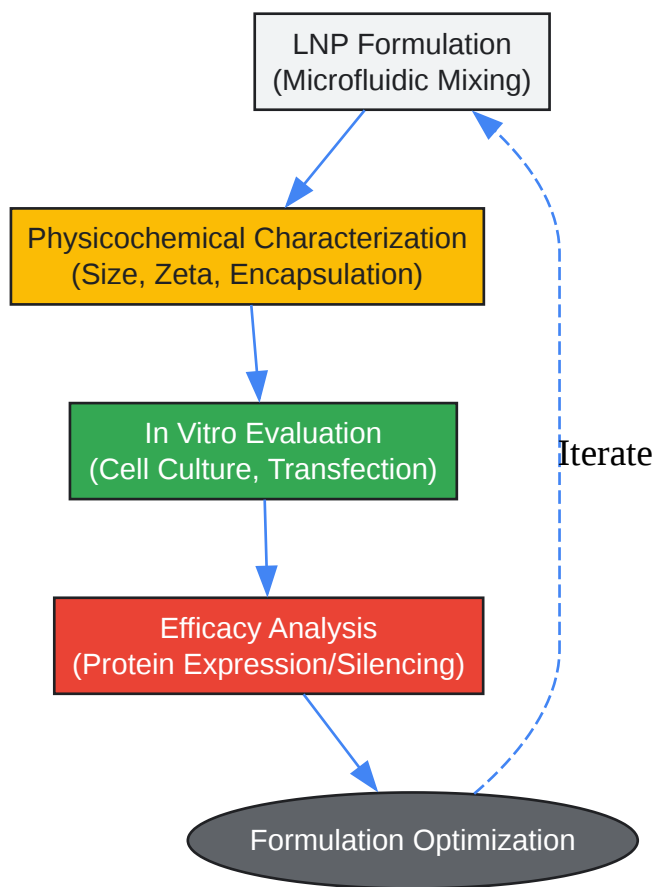 LNP Formulation
(Microfluidic Mixing)
Physicochemical Characterization
(Size, Zeta, Encapsulation)
In Vitro Evaluation
(Cell Culture, Transfection)
Iterate
Efficacy Analysis
(Protein Expression/Silencing)
Formulation Optimization